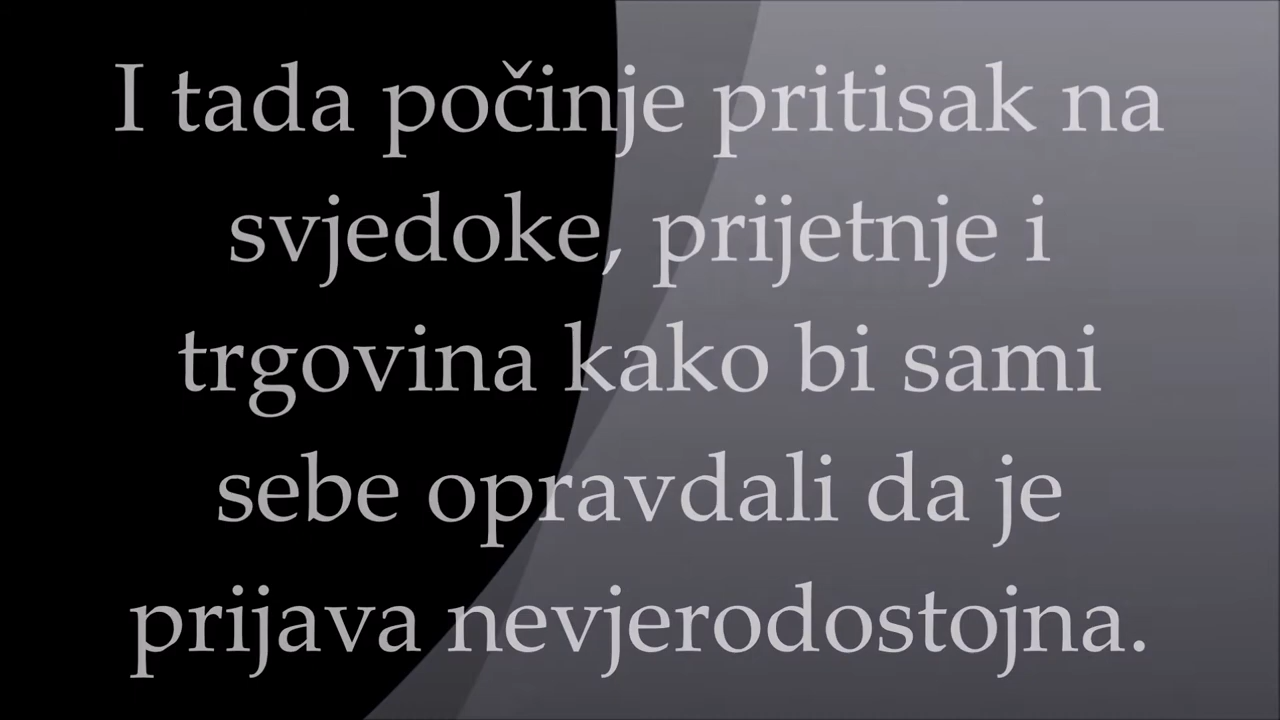 I tada počinje pritisak na
svjedoke, prijetnje i
trgovina kako bi sami
sebe opravdali da je
prijava nevjerodostojna.